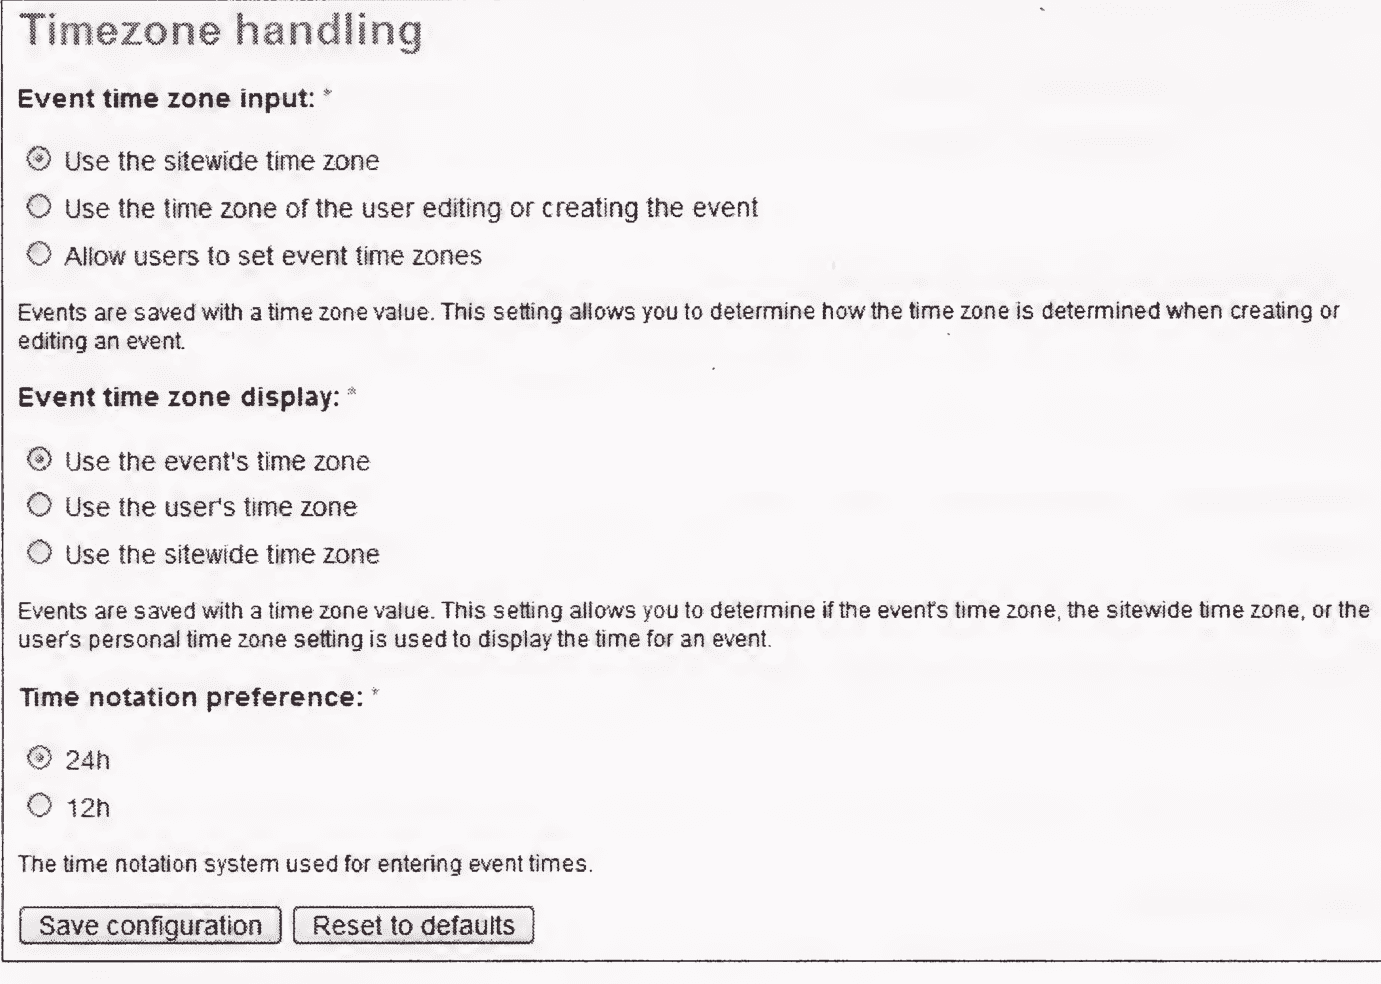 Timezone handling
Event time zone input: *
Use the sitewide time zone
Use the time zone of the user editing or creating the event
Allow users to set event time zones
Events are saved with a time zone value. This setting allows you to determine how the time zone is determined when creating or
editing an event.
Event time zone display: *
Use the event's time zone
Use the user's time zone
Use the sitewide time zone
Events are saved with a time zone value. This setting allows you to determine if the event's time zone, the sitewide time zone, or the
user's personal time zone setting is used to display the time for an event.
Time notation preference: *
24h
12h
The time notation system used for entering event times.
Save configuration Reset to defaults